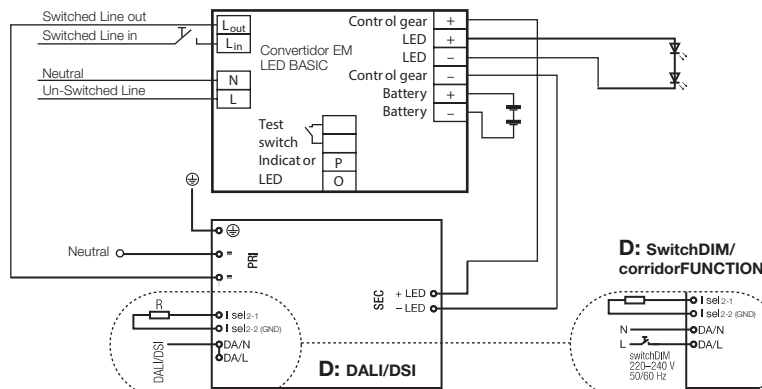 Switched Line out
Switched Line in
Neutral
Un-Switched Line
Lout
Lin
N
L
Convertidor EM
LED BASIC
Test
switch
Indicator
LED
P
O
Control gear +
LED +
LED −
Control gear −
Battery +
Battery −
Neutral
PRI
=
=
SEC
+ LED
− LED
R
I sel2-1
I sel2-2 (GND)
DALI/DSI
DA/N
DA/L
D: DALI/DSI
D: SwitchDIM/
corridorFUNCTION
I sel2-1
I sel2-2 (GND)
N
DA/N
L
DA/L
switchDIM
220–240 V
50/60 Hz